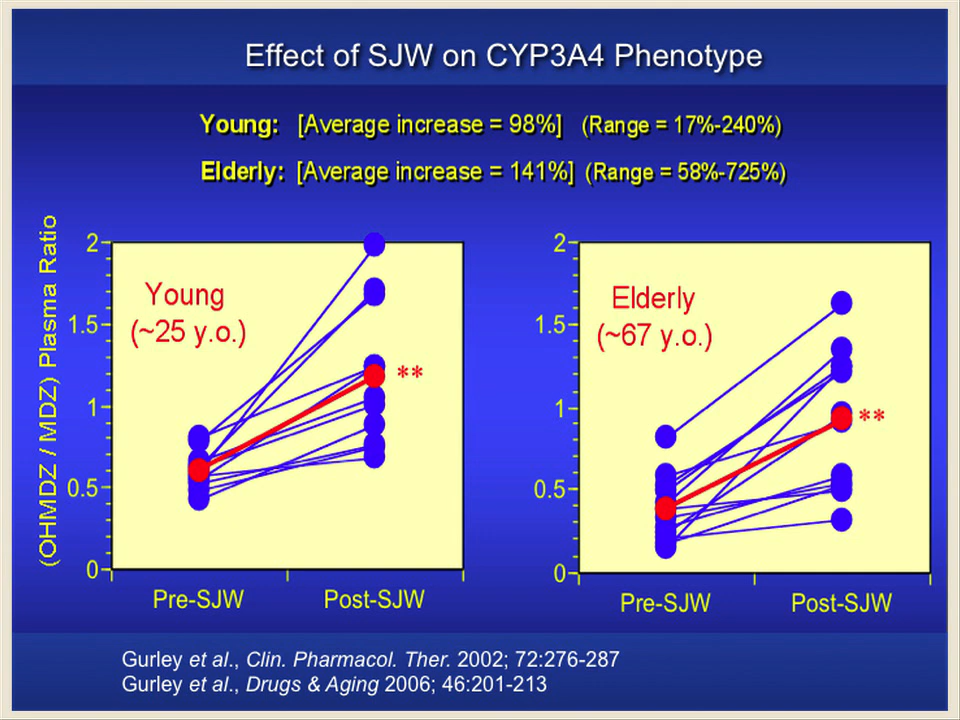 Effect of SJW on CYP3A4 Phenotype
Young: [Average increase = 98%] (Range = 17%-240%)
Elderly: [Average increase = 141%] (Range = 58%-725%)
(OHMDZ / MDZ) Plasma Ratio
2
1.5
1
0.5
0
Young
(~25 y.o.)
**
Pre-SJW
Post-SJW
2
1.5
1
0.5
0
Elderly
(~67 y.o.)
**
Pre-SJW
Post-SJW
Gurley et al., Clin. Pharmacol. Ther. 2002; 72:276-287
Gurley et al., Drugs & Aging 2006; 46:201-213